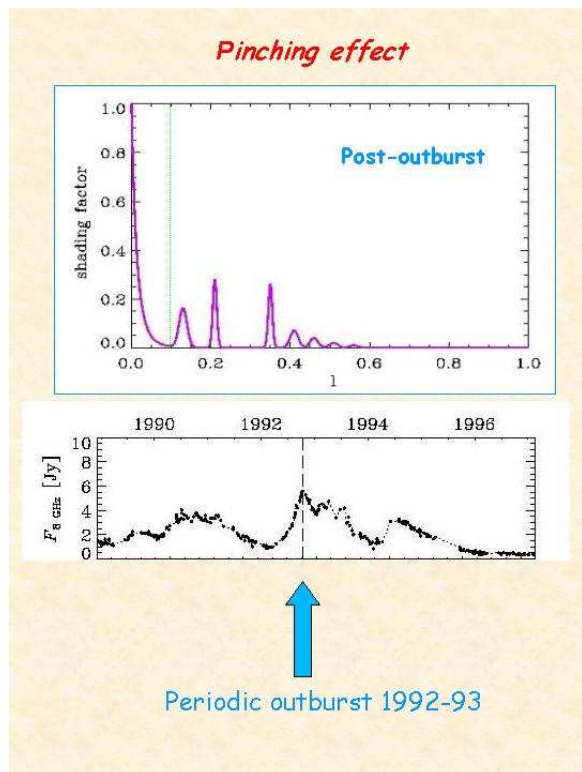 Pinching effect
1.0
Post-outburst
0.8
shading factor
0.6
0.4
0.2
0.0
0.0 0.2 0.4 0.6 0.8 1.0
l
1990 1992 1994 1996
10
8
F8 GHz [Jy]
6
4
2
0
Periodic outburst 1992-93